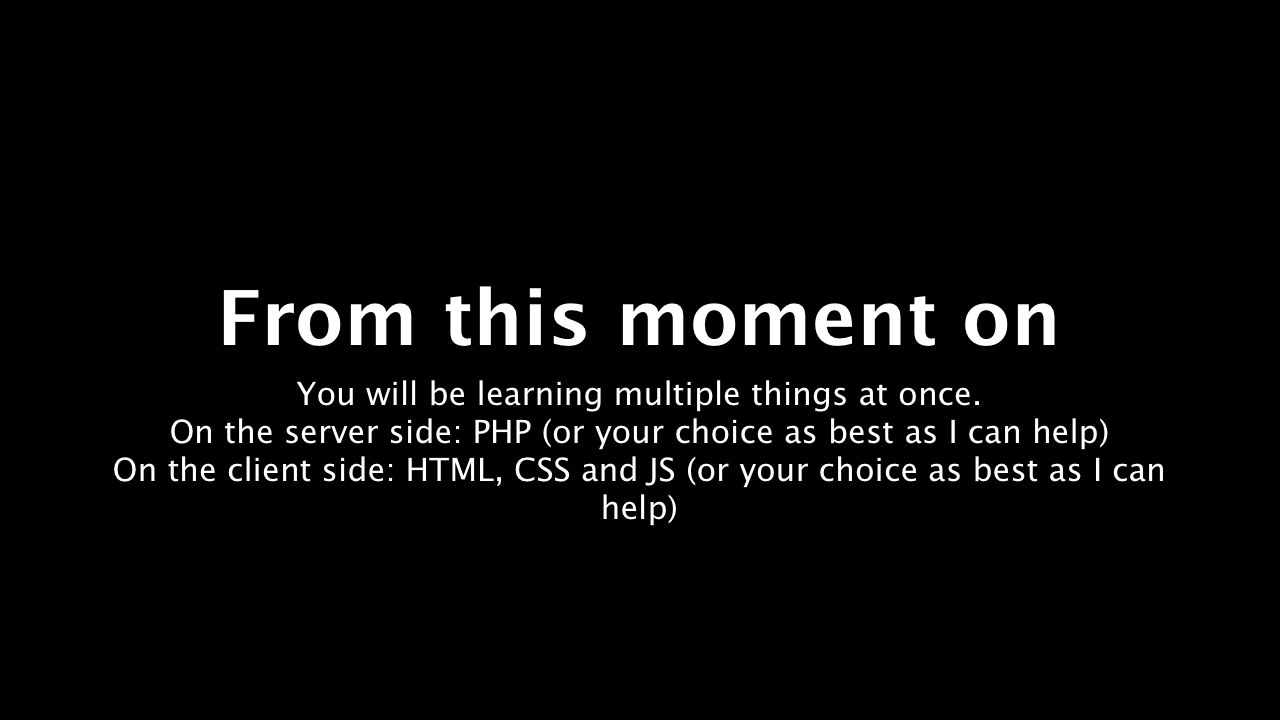 From this moment on
You will be learning multiple things at once.
On the server side: PHP (or your choice as best as I can help)
On the client side: HTML, CSS and JS (or your choice as best as I can
help)